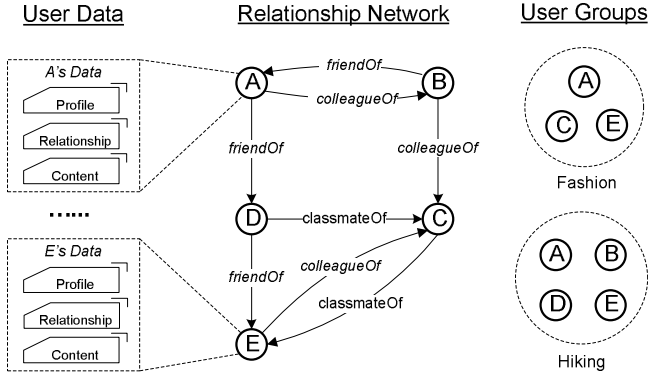 User Data
Relationship Network
User Groups
A's Data
Profile
Relationship
Content
......
E's Data
Profile
Relationship
Content
A
B
D
C
E
friendOf
colleagueOf
friendOf
colleagueOf
classmateOf
friendOf
colleagueOf
classmateOf
A
C
E
Fashion
A
B
D
E
Hiking